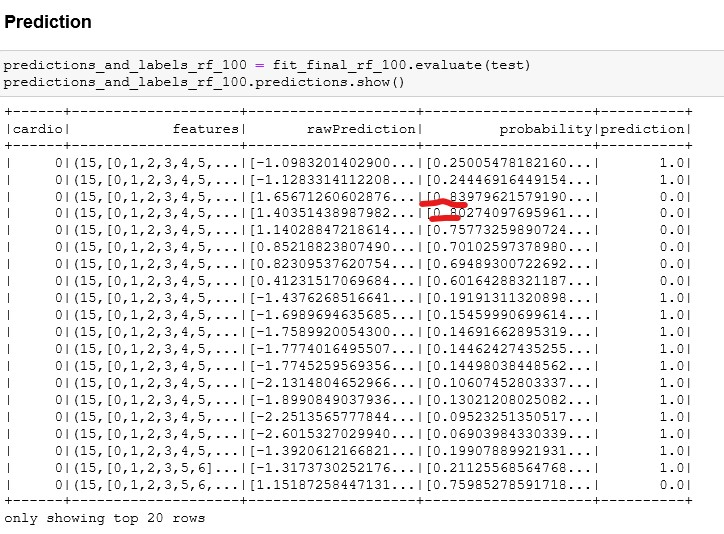 Prediction
predictions_and_labels_rf_100 = fit_final_rf_100.evaluate(test)
predictions_and_labels_rf_100.predictions.show()
+------+--------------------+--------------------+--------------------+----------+
|cardio|            features|       rawPrediction|         probability|prediction|
+------+--------------------+--------------------+--------------------+----------+
|     0|(15,[0,1,2,3,4,5,...|[-1.0983201402900...|[0.25005478182160...|       1.0|
|     0|(15,[0,1,2,3,4,5,...|[-1.1283314112208...|[0.24446916449154...|       1.0|
|     0|(15,[0,1,2,3,4,5,...|[1.65671260602876...|[0.83979621579190...|       0.0|
|     0|(15,[0,1,2,3,4,5,...|[1.40351438987982...|[0.80274097695961...|       0.0|
|     0|(15,[0,1,2,3,4,5,...|[1.14028847218614...|[0.75773259890724...|       0.0|
|     0|(15,[0,1,2,3,4,5,...|[0.85218823807490...|[0.70102597378980...|       0.0|
|     0|(15,[0,1,2,3,4,5,...|[0.82309537620754...|[0.69489300722692...|       0.0|
|     0|(15,[0,1,2,3,4,5,...|[0.41231517069684...|[0.60164288321187...|       0.0|
|     0|(15,[0,1,2,3,4,5,...|[-1.4376268516641...|[0.19191311320898...|       1.0|
|     0|(15,[0,1,2,3,4,5,...|[-1.6989694635685...|[0.15459990699614...|       1.0|
|     0|(15,[0,1,2,3,4,5,...|[-1.7589920054300...|[0.14691662895319...|       1.0|
|     0|(15,[0,1,2,3,4,5,...|[-1.7774016495507...|[0.14462427435255...|       1.0|
|     0|(15,[0,1,2,3,4,5,...|[-1.7745259569356...|[0.14498038448562...|       1.0|
|     0|(15,[0,1,2,3,4,5,...|[-2.1314804652966...|[0.10607452803337...|       1.0|
|     0|(15,[0,1,2,3,4,5,...|[-1.8990849037936...|[0.13021208025082...|       1.0|
|     0|(15,[0,1,2,3,4,5,...|[-2.2513565777844...|[0.09523251350517...|       1.0|
|     0|(15,[0,1,2,3,4,5,...|[-2.6015327029940...|[0.06903984330339...|       1.0|
|     0|(15,[0,1,2,3,4,5,...|[-1.3920612166821...|[0.19907889921931...|       1.0|
|     0|(15,[0,1,2,3,5,6]...|[-1.3173730252176...|[0.21125568564768...|       1.0|
|     0|(15,[0,1,2,3,5,6,...|[1.15187258447131...|[0.75985278591718...|       0.0|
+------+--------------------+--------------------+--------------------+----------+
only showing top 20 rows